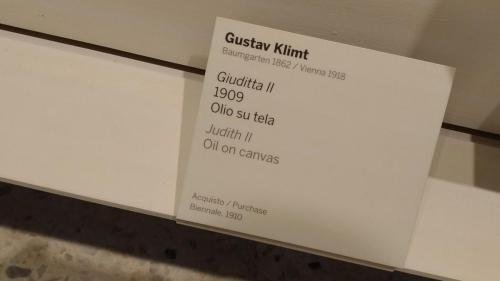 Gustav Klimt
Baumgarten 1862 / Vienna 1918
Giuditta II
1909
Olio su tela
Judith II
Oil on canvas
Acquisto / Purchase
Biennale, 1910